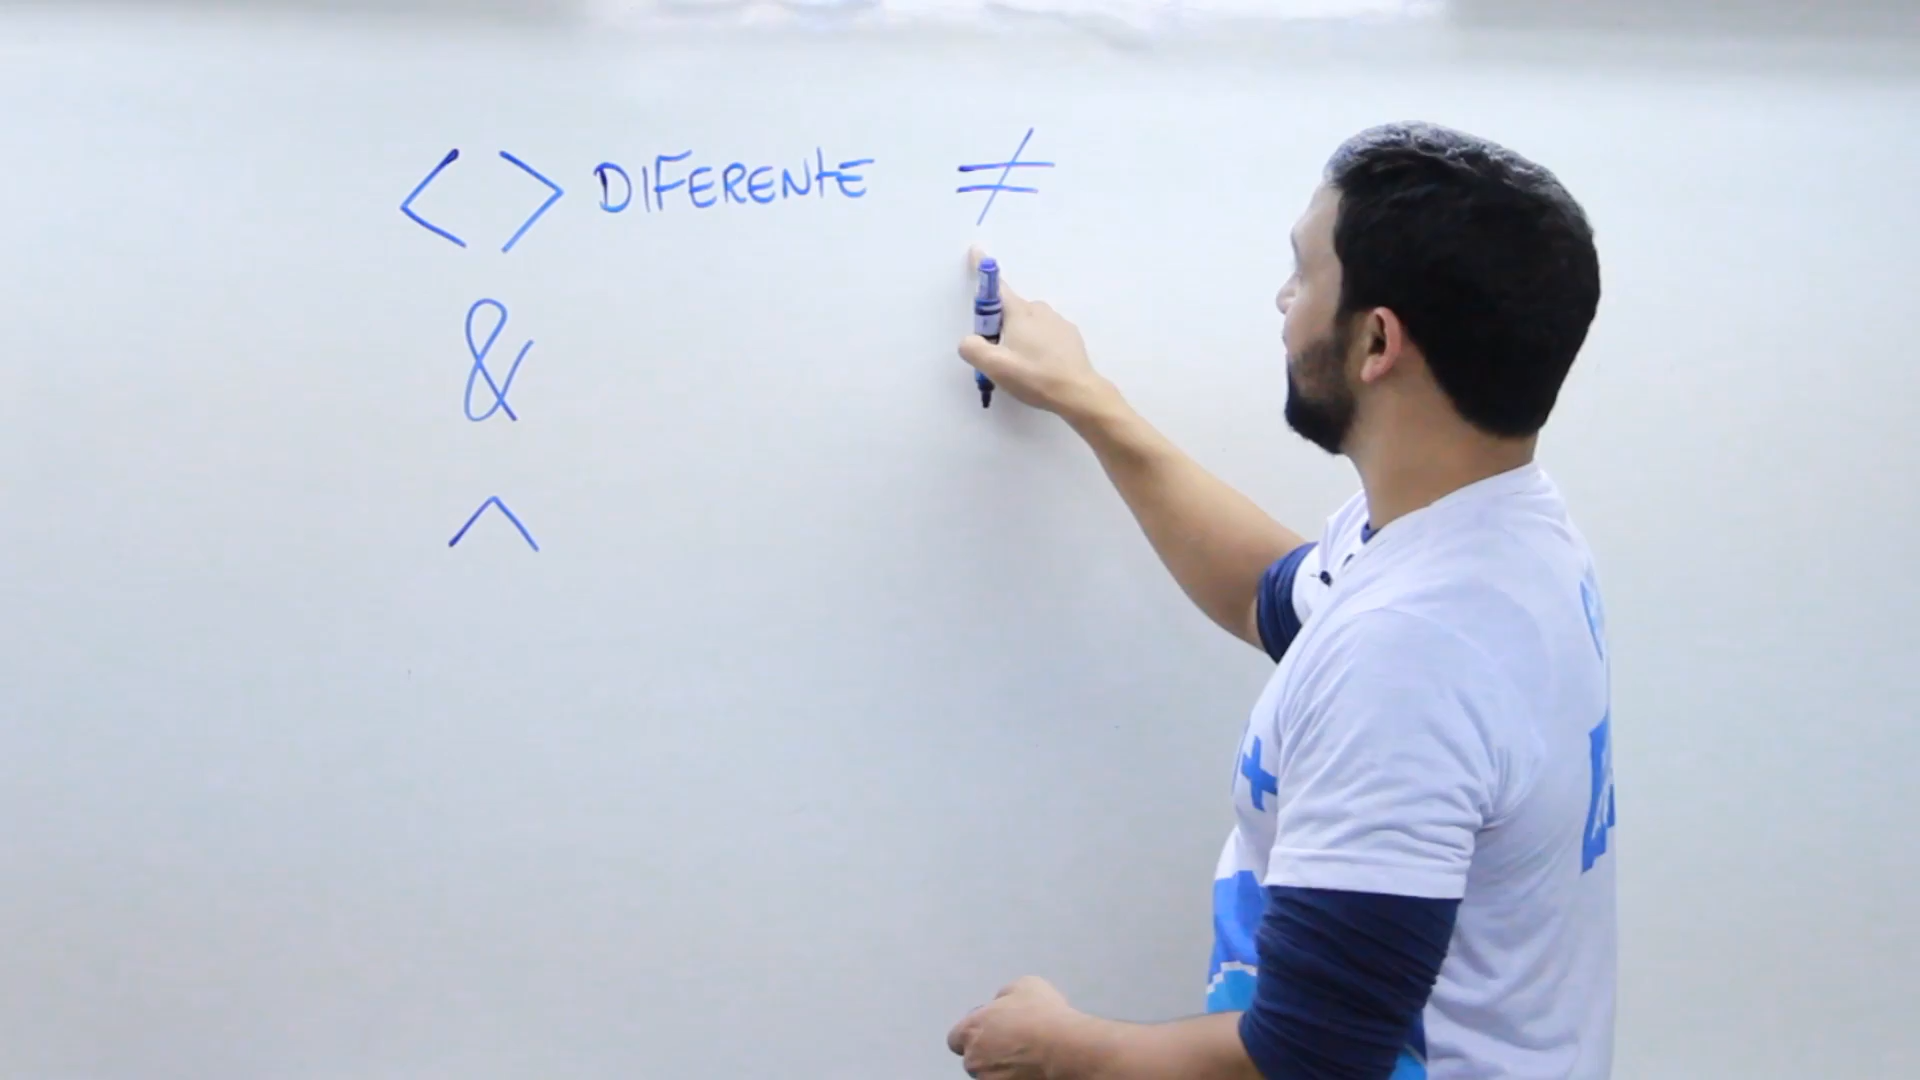 <> DIFERENTE ≠
&
^